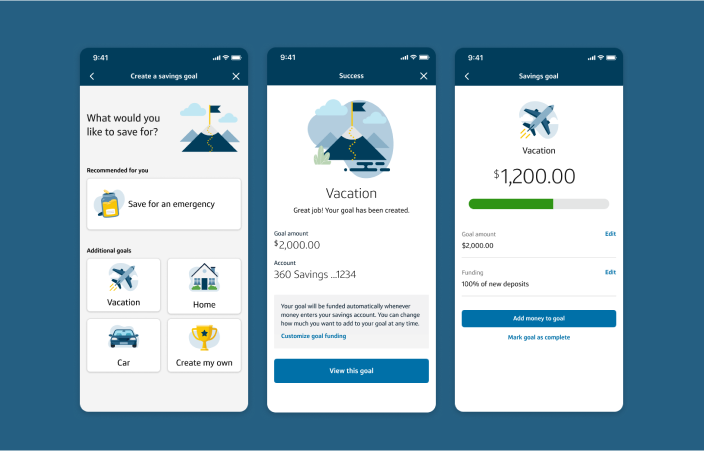 9:41
Create a savings goal
What would you
like to save for?
Recommended for you
Save for an emergency
Additional goals
Vacation
Home
Car
Create my own
9:41
Success
Vacation
Great job! Your goal has been created.
Goal amount
$2,000.00
Account
360 Savings ...1234
Your goal will be funded automatically whenever
money enters your savings account. You can change
how much you want to add to your goal at any time.
Customize goal funding
View this goal
9:41
Savings goal
Vacation
$1,200.00
Goal amount
Edit
$2,000.00
Funding
Edit
100% of new deposits
Add money to goal
Mark goal as complete